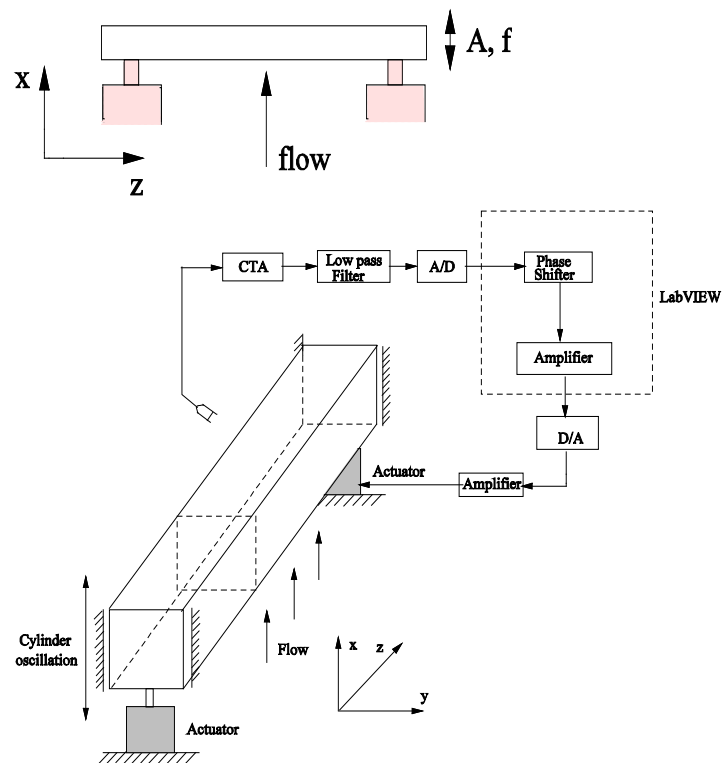 A, f
x
flow
z
CTA
Low pass
Filter
A/D
Phase
Shifter
LabVIEW
Amplifier
D/A
Actuator
Amplifier
Cylinder
oscillation
Flow
x
z
y
Actuator